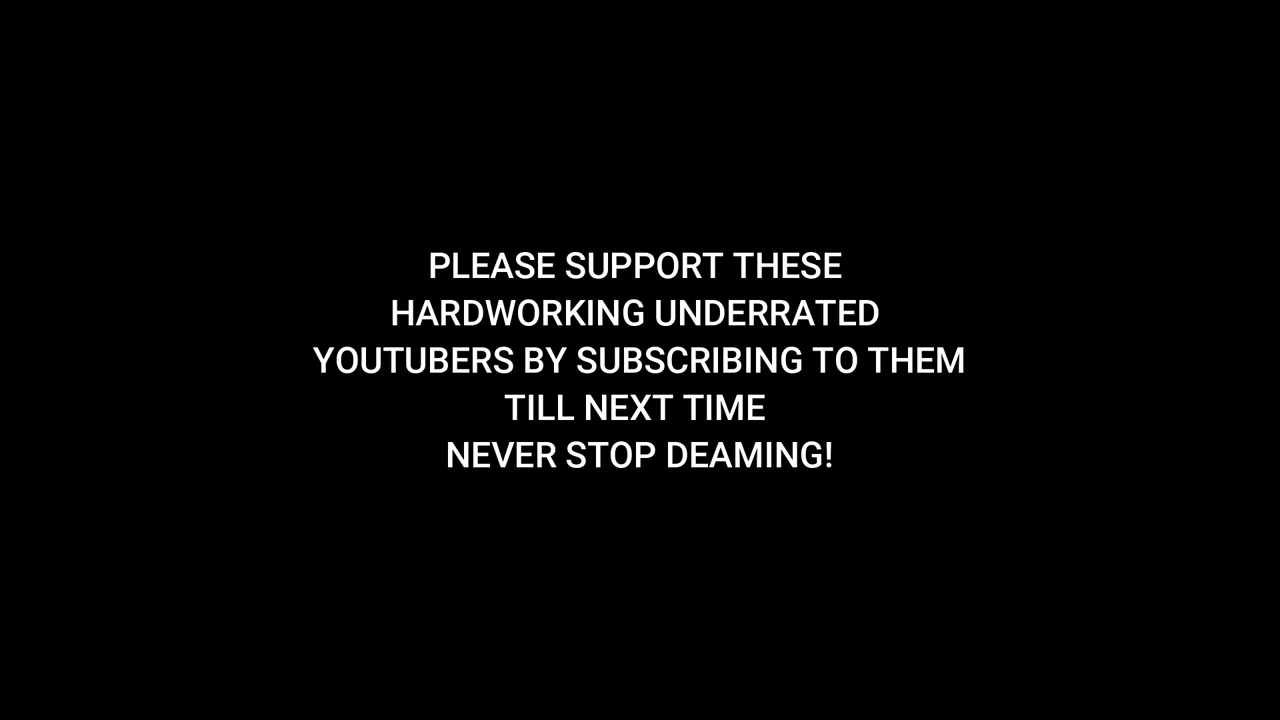 PLEASE SUPPORT THESE
HARDWORKING UNDERRATED
YOUTUBERS BY SUBSCRIBING TO THEM
TILL NEXT TIME
NEVER STOP DEAMING!